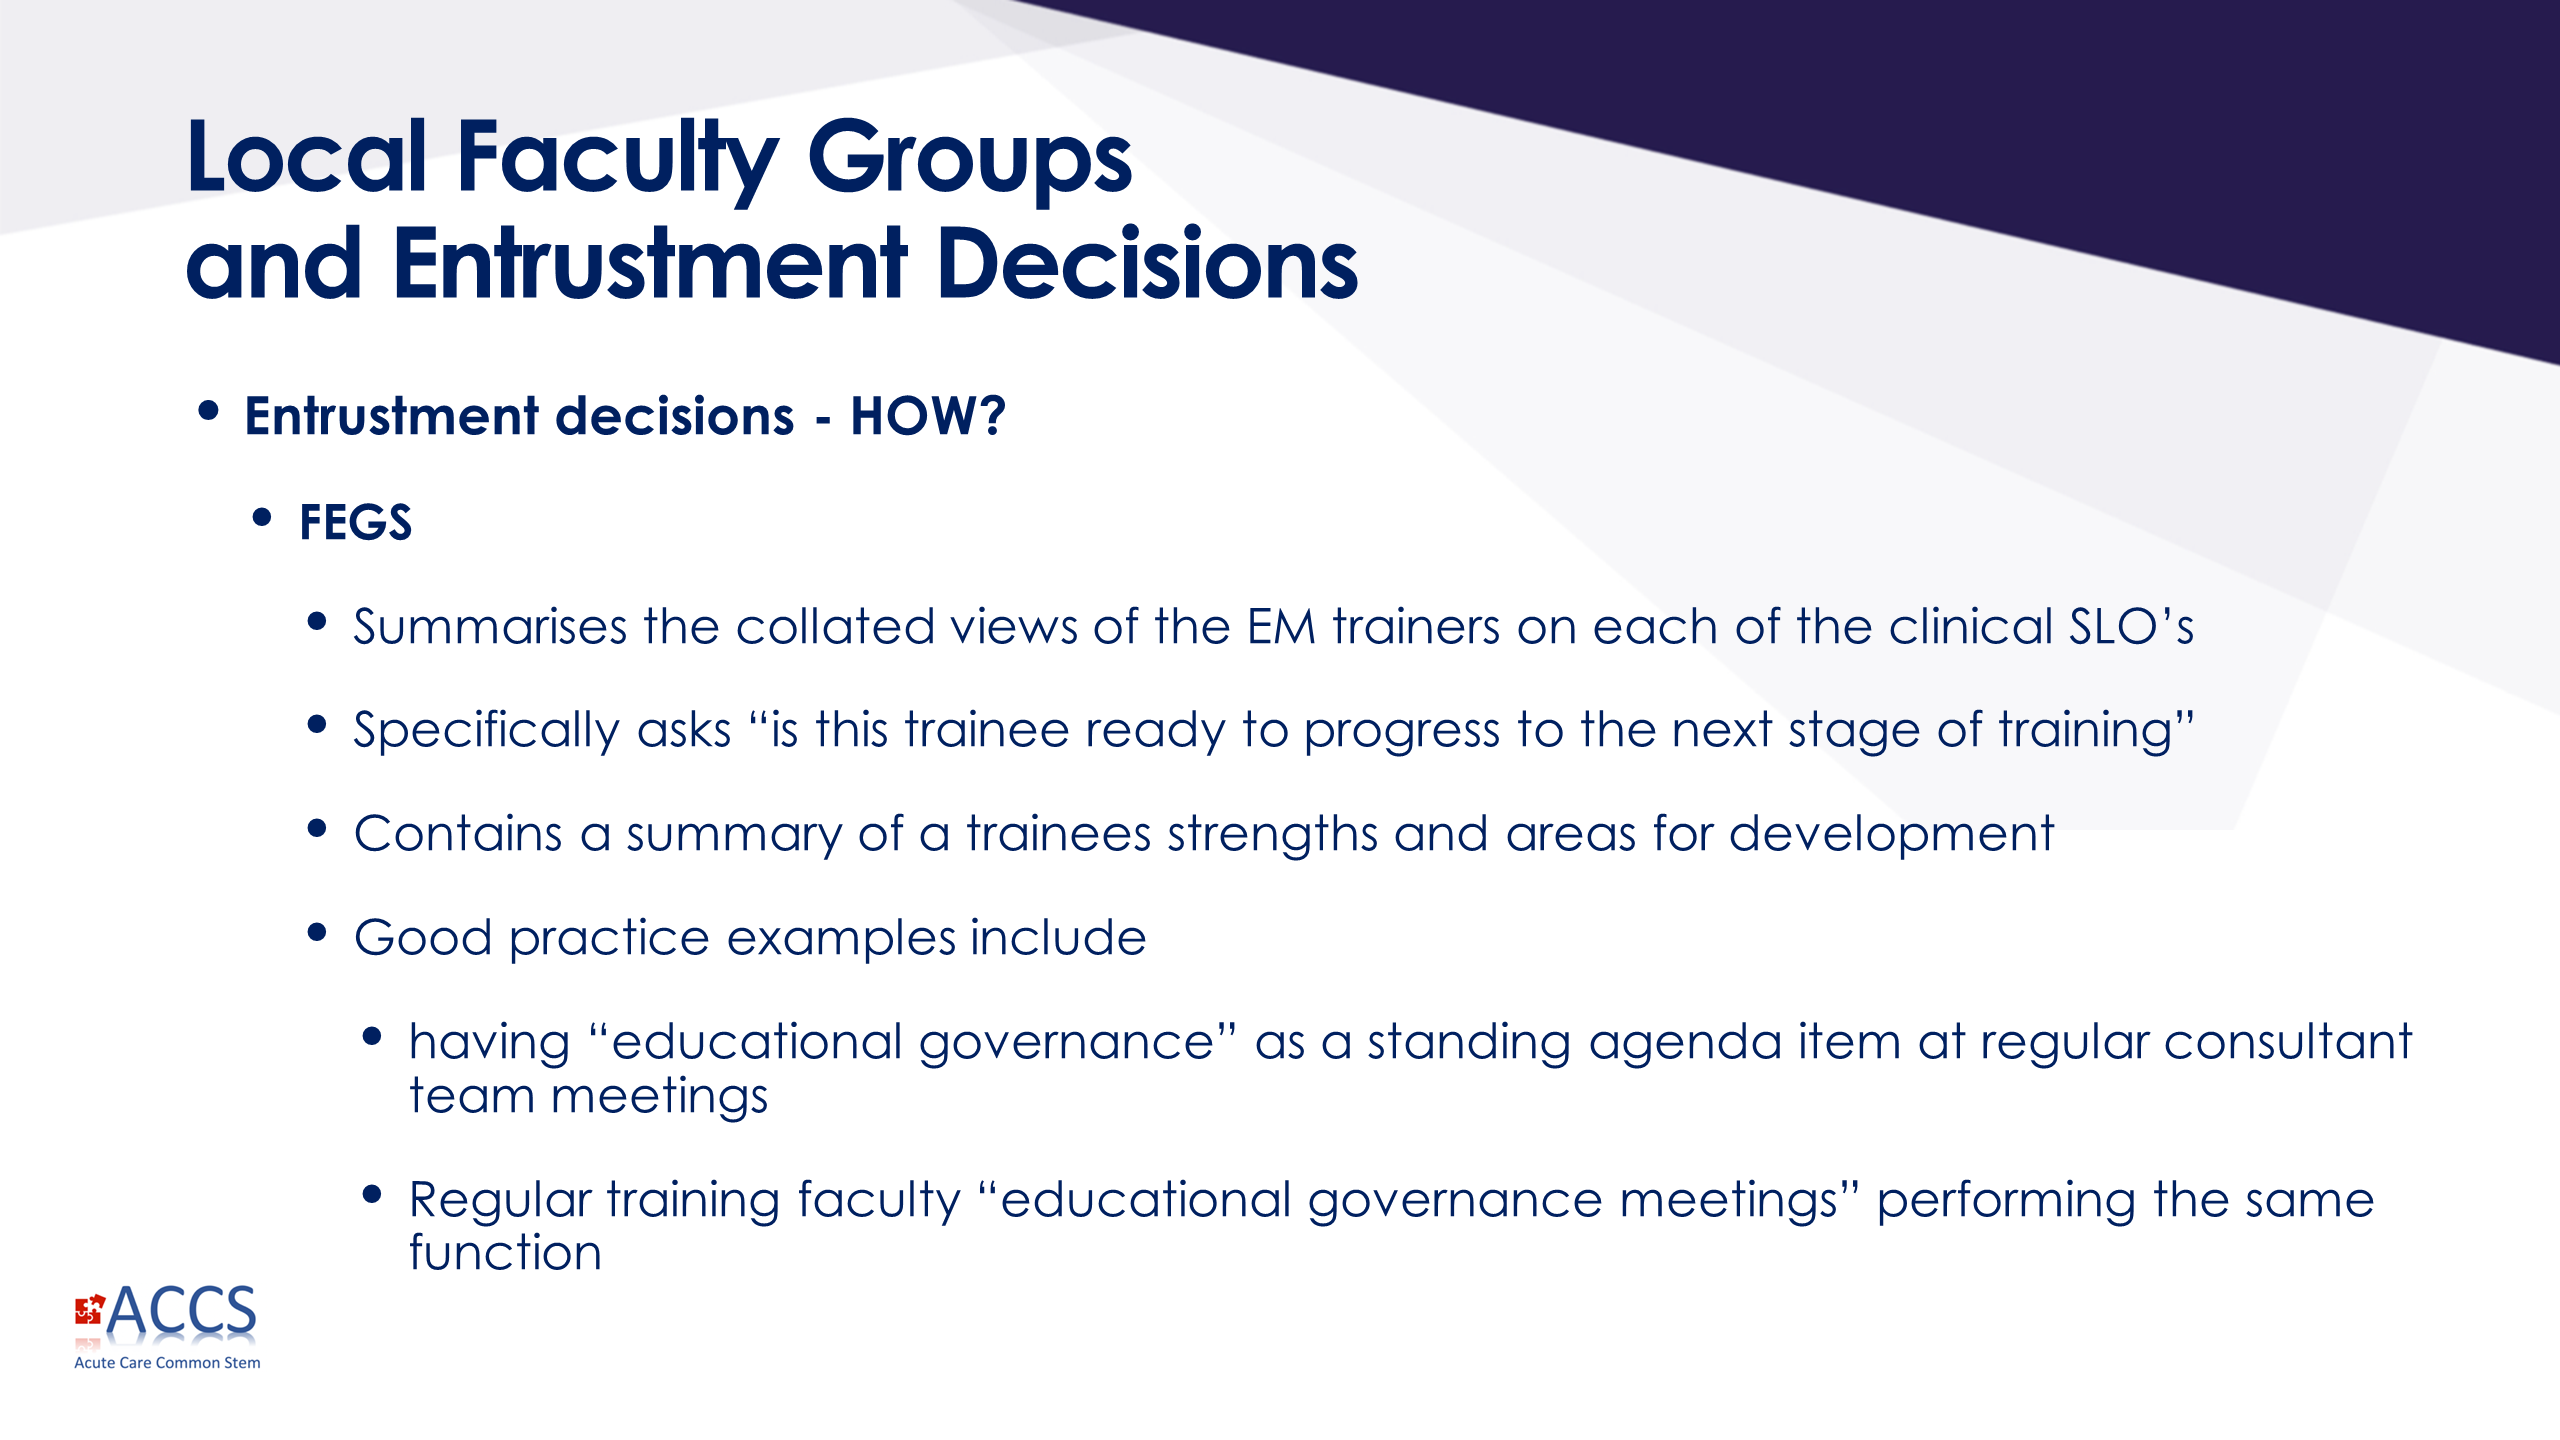 Local Faculty Groups
and Entrustment Decisions
• Entrustment decisions - HOW?
• FEGS
• Summarises the collated views of the EM trainers on each of the clinical SLO’s
• Specifically asks “is this trainee ready to progress to the next stage of training”
• Contains a summary of a trainees strengths and areas for development
• Good practice examples include
• having “educational governance” as a standing agenda item at regular consultant
team meetings
• Regular training faculty “educational governance meetings” performing the same
function
ACCS
Acute Care Common Stem